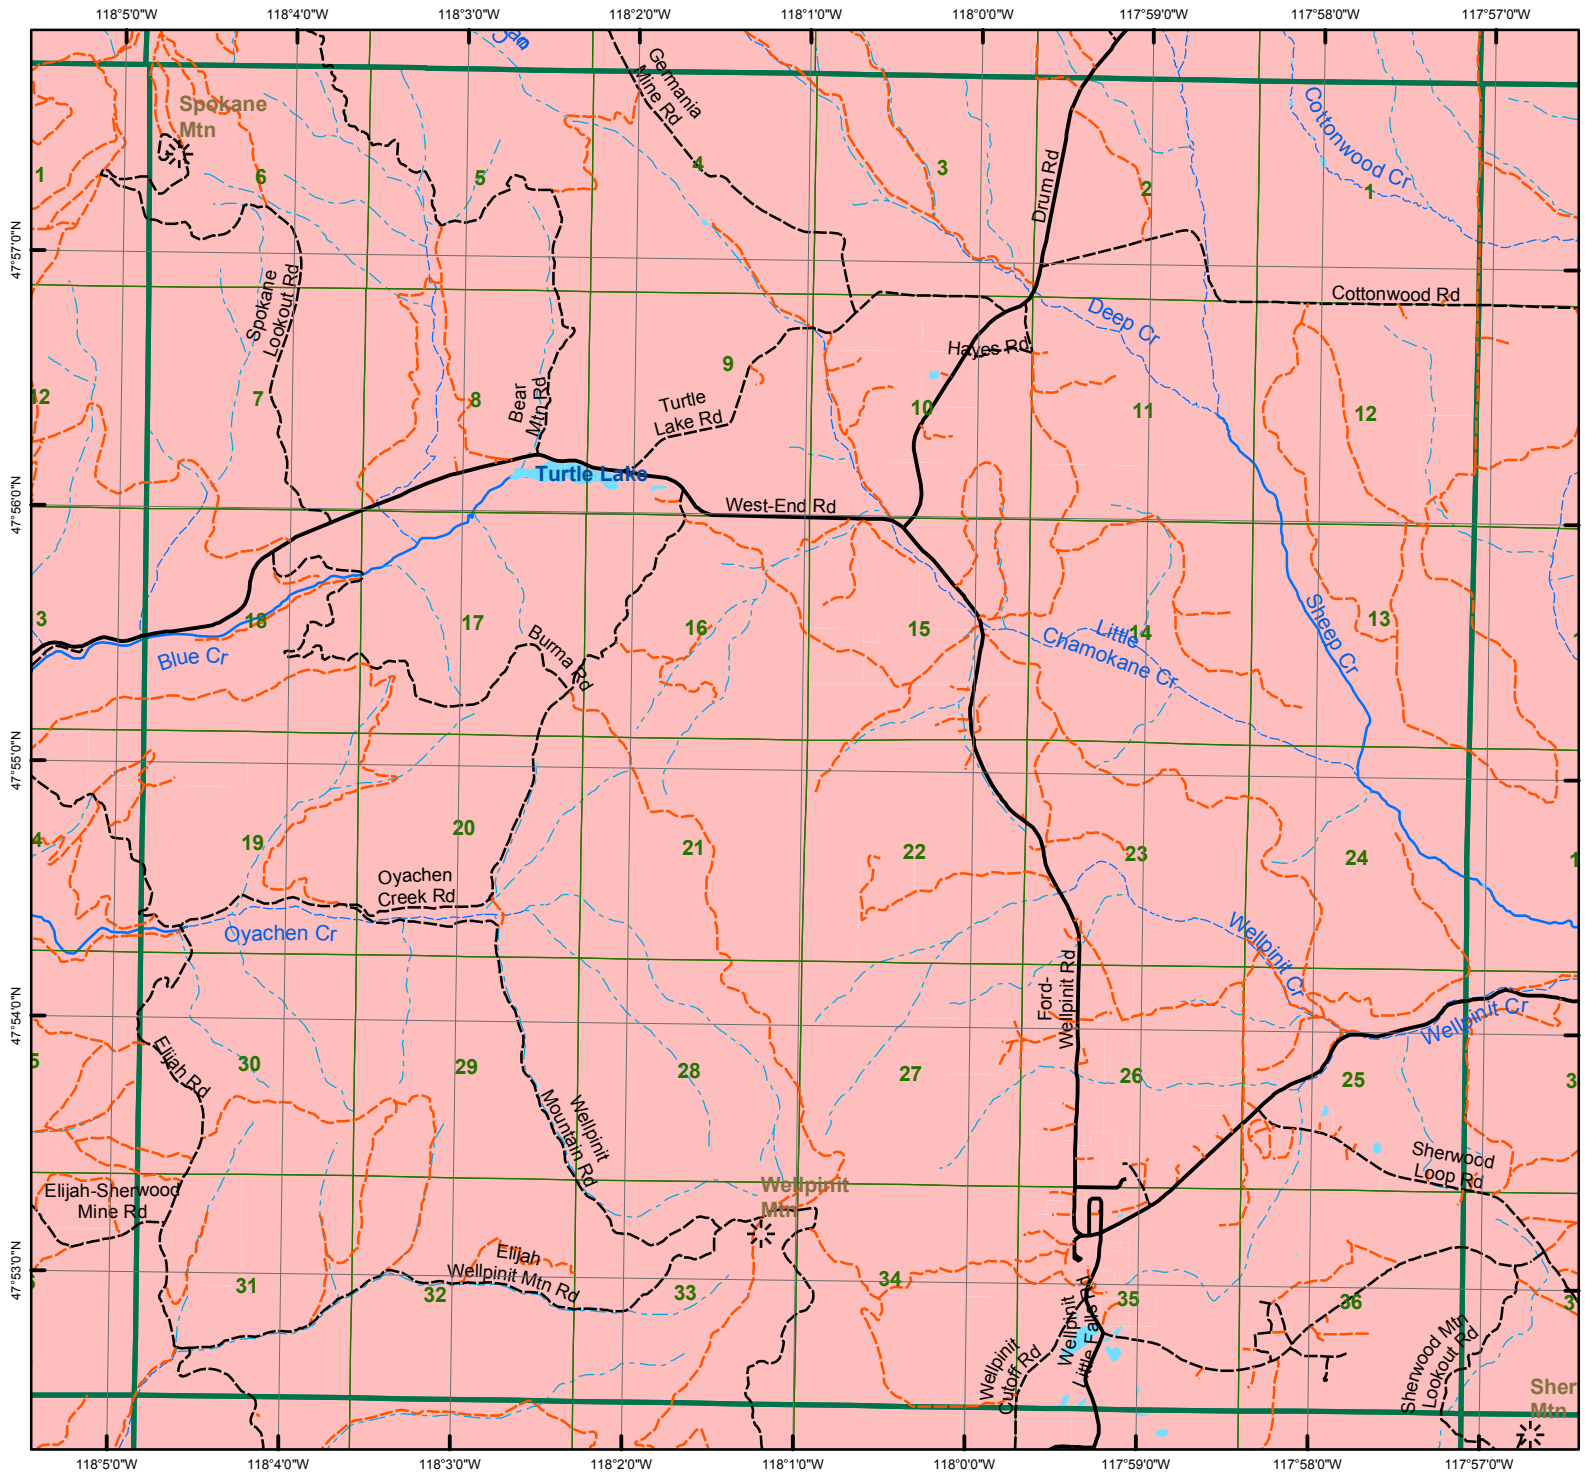 118°5'0"W
118°4'0"W
118°3'0"W
118°2'0"W
118°1'0"W
118°0'0"W
117°59'0"W
117°58'0"W
117°57'0"W
Germania
Mine Rd
Spokane
Mtn
Cottonwood Cr
Drum Rd
1
6
5
4
3
2
1
47°57'0"N
Spokane
Lookout Rd
Cottonwood Rd
Deep Cr
Hayes Rd
12
7
8
9
10
11
12
Bear
Mtn Rd
Turtle
Lake Rd
Turtle Lake
47°56'0"N
West-End Rd
3
18
17
16
15
14
13
Blue Cr
Burma Rd
Little
Chamokane Cr
Sheep Cr
47°55'0"N
4
19
20
21
22
23
24
Oyachen
Creek Rd
Oyachen Cr
Wellpinit Cr
Ford-
Wellpinit Rd
47°54'0"N
Wellpinit Cr
5
30
29
28
27
26
25
3
Elijah Rd
Wellpinit
Mountain Rd
Sherwood
Loop Rd
Elijah-Sherwood
Mine Rd
Wellpinit
Mtn
47°53'0"N
Elijah
Wellpinit Mtn Rd
31
32
33
34
35
36
3
Wellpinit
Cutoff Rd
Wellpinit
Little Falls Rd
Sherwood Mtn
Lookout Rd
Sher
Mtn
118°5'0"W
118°4'0"W
118°3'0"W
118°2'0"W
118°1'0"W
118°0'0"W
117°59'0"W
117°58'0"W
117°57'0"W